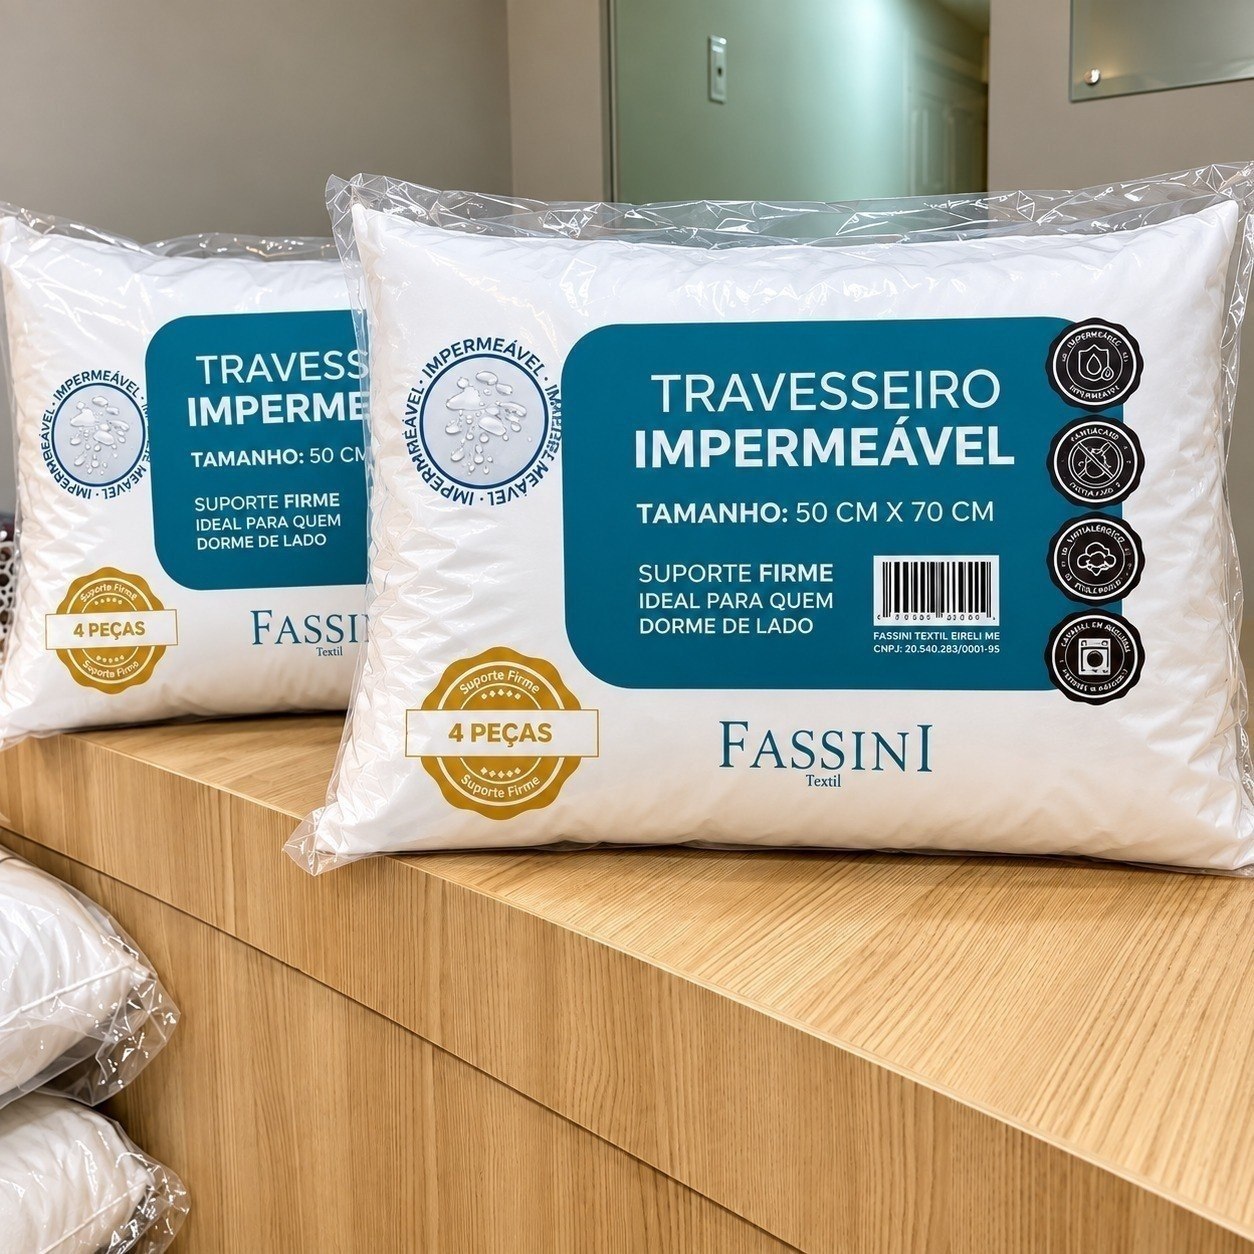 TRAVESS
IMPERME
TAMANHO: 50 CM
SUPORTE FIRME
IDEAL PARA QUEM
DORME DE LADO
IMPERMEÁVEL
Suporte Firme
4 PEÇAS
Suporte Firme
FASSIN
Textil
IMPERMEÁVEL · IMPERMEÁVEL
TRAVESSEIRO
IMPERMEÁVEL
TAMANHO: 50 CM X 70 CM
SUPORTE FIRME
IDEAL PARA QUEM
DORME DE LADO
FASSINI TEXTIL EIRELI ME
CNPJ: 20.540.283/0001-95
Suporte Firme
4 PEÇAS
Suporte Firme
FASSINI
Textil